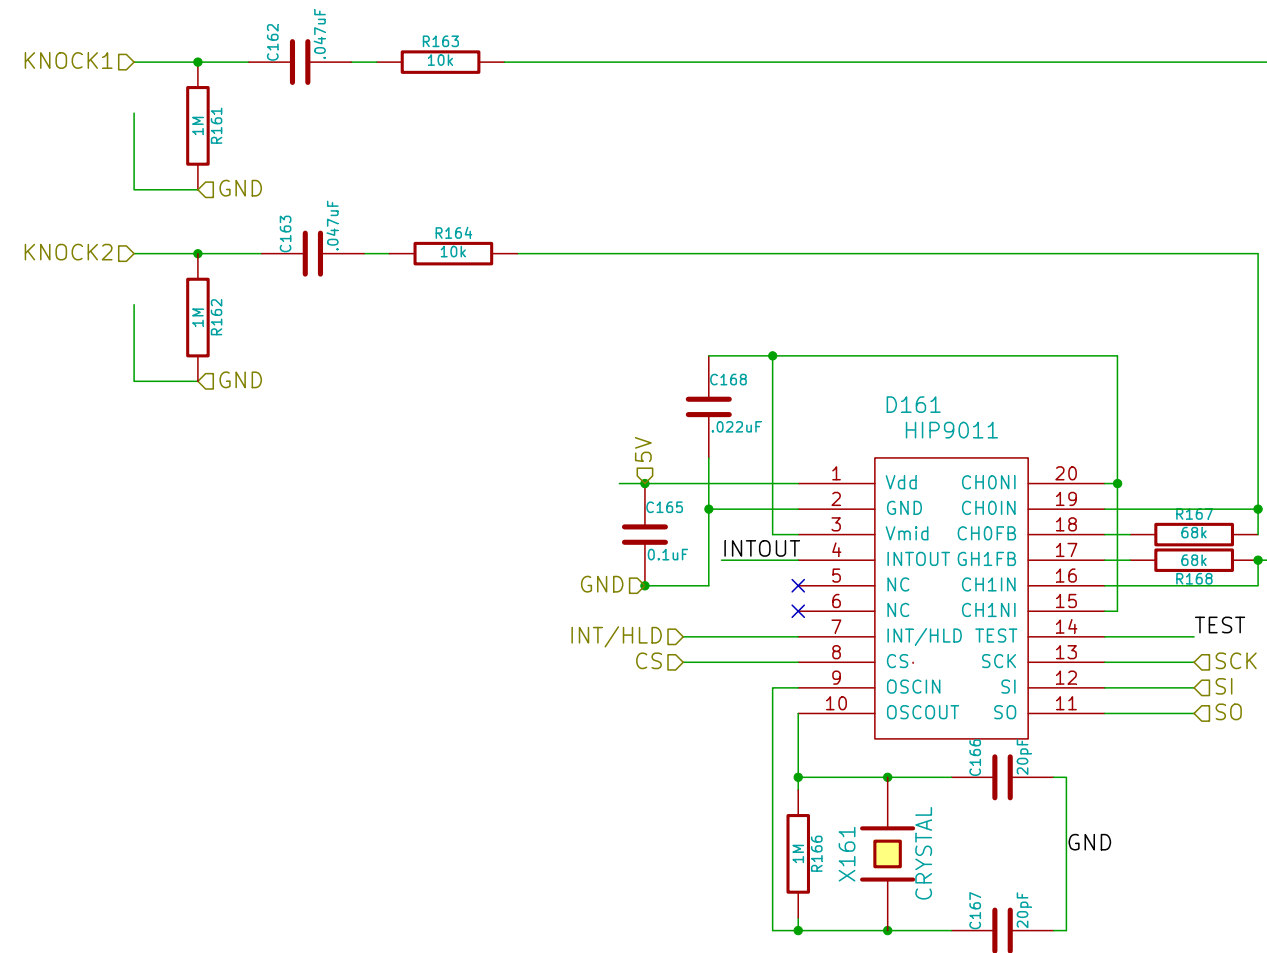 KNOCK1
C162
.047uF
R163
10k
1M
R161
GND
KNOCK2
C163
.047uF
R164
10k
1M
R162
GND
C168
.022uF
D161
HIP9011
5V
C165
0.1uF
GND
INTOUT
INT/HLD
CS
1 Vdd CH0NI 20
2 GND CH0IN 19
3 Vmid CH0FB 18
4 INTOUT GH1FB 17
5 NC CH1IN 16
6 NC CH1NI 15
7 INT/HLD TEST 14
8 CS SCK 13
9 OSCIN SI 12
10 OSCOUT SO 11
R167
68k
68k
R168
TEST
SCK
SI
SO
C166
20pF
1M
R166
X161
CRYSTAL
GND
C167
20pF